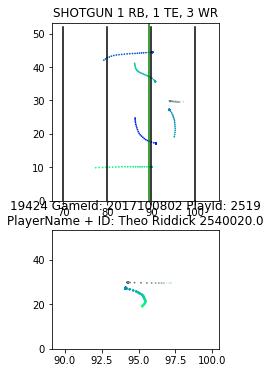 SHOTGUN 1 RB, 1 TE, 3 WR
50
40
30
20
10
0
70 80 90 100
19424 GameId: 2017100802 PlayId: 2519
PlayerName + ID: Theo Riddick 2540020.0
40
20
0
90.0 92.5 95.0 97.5 100.0